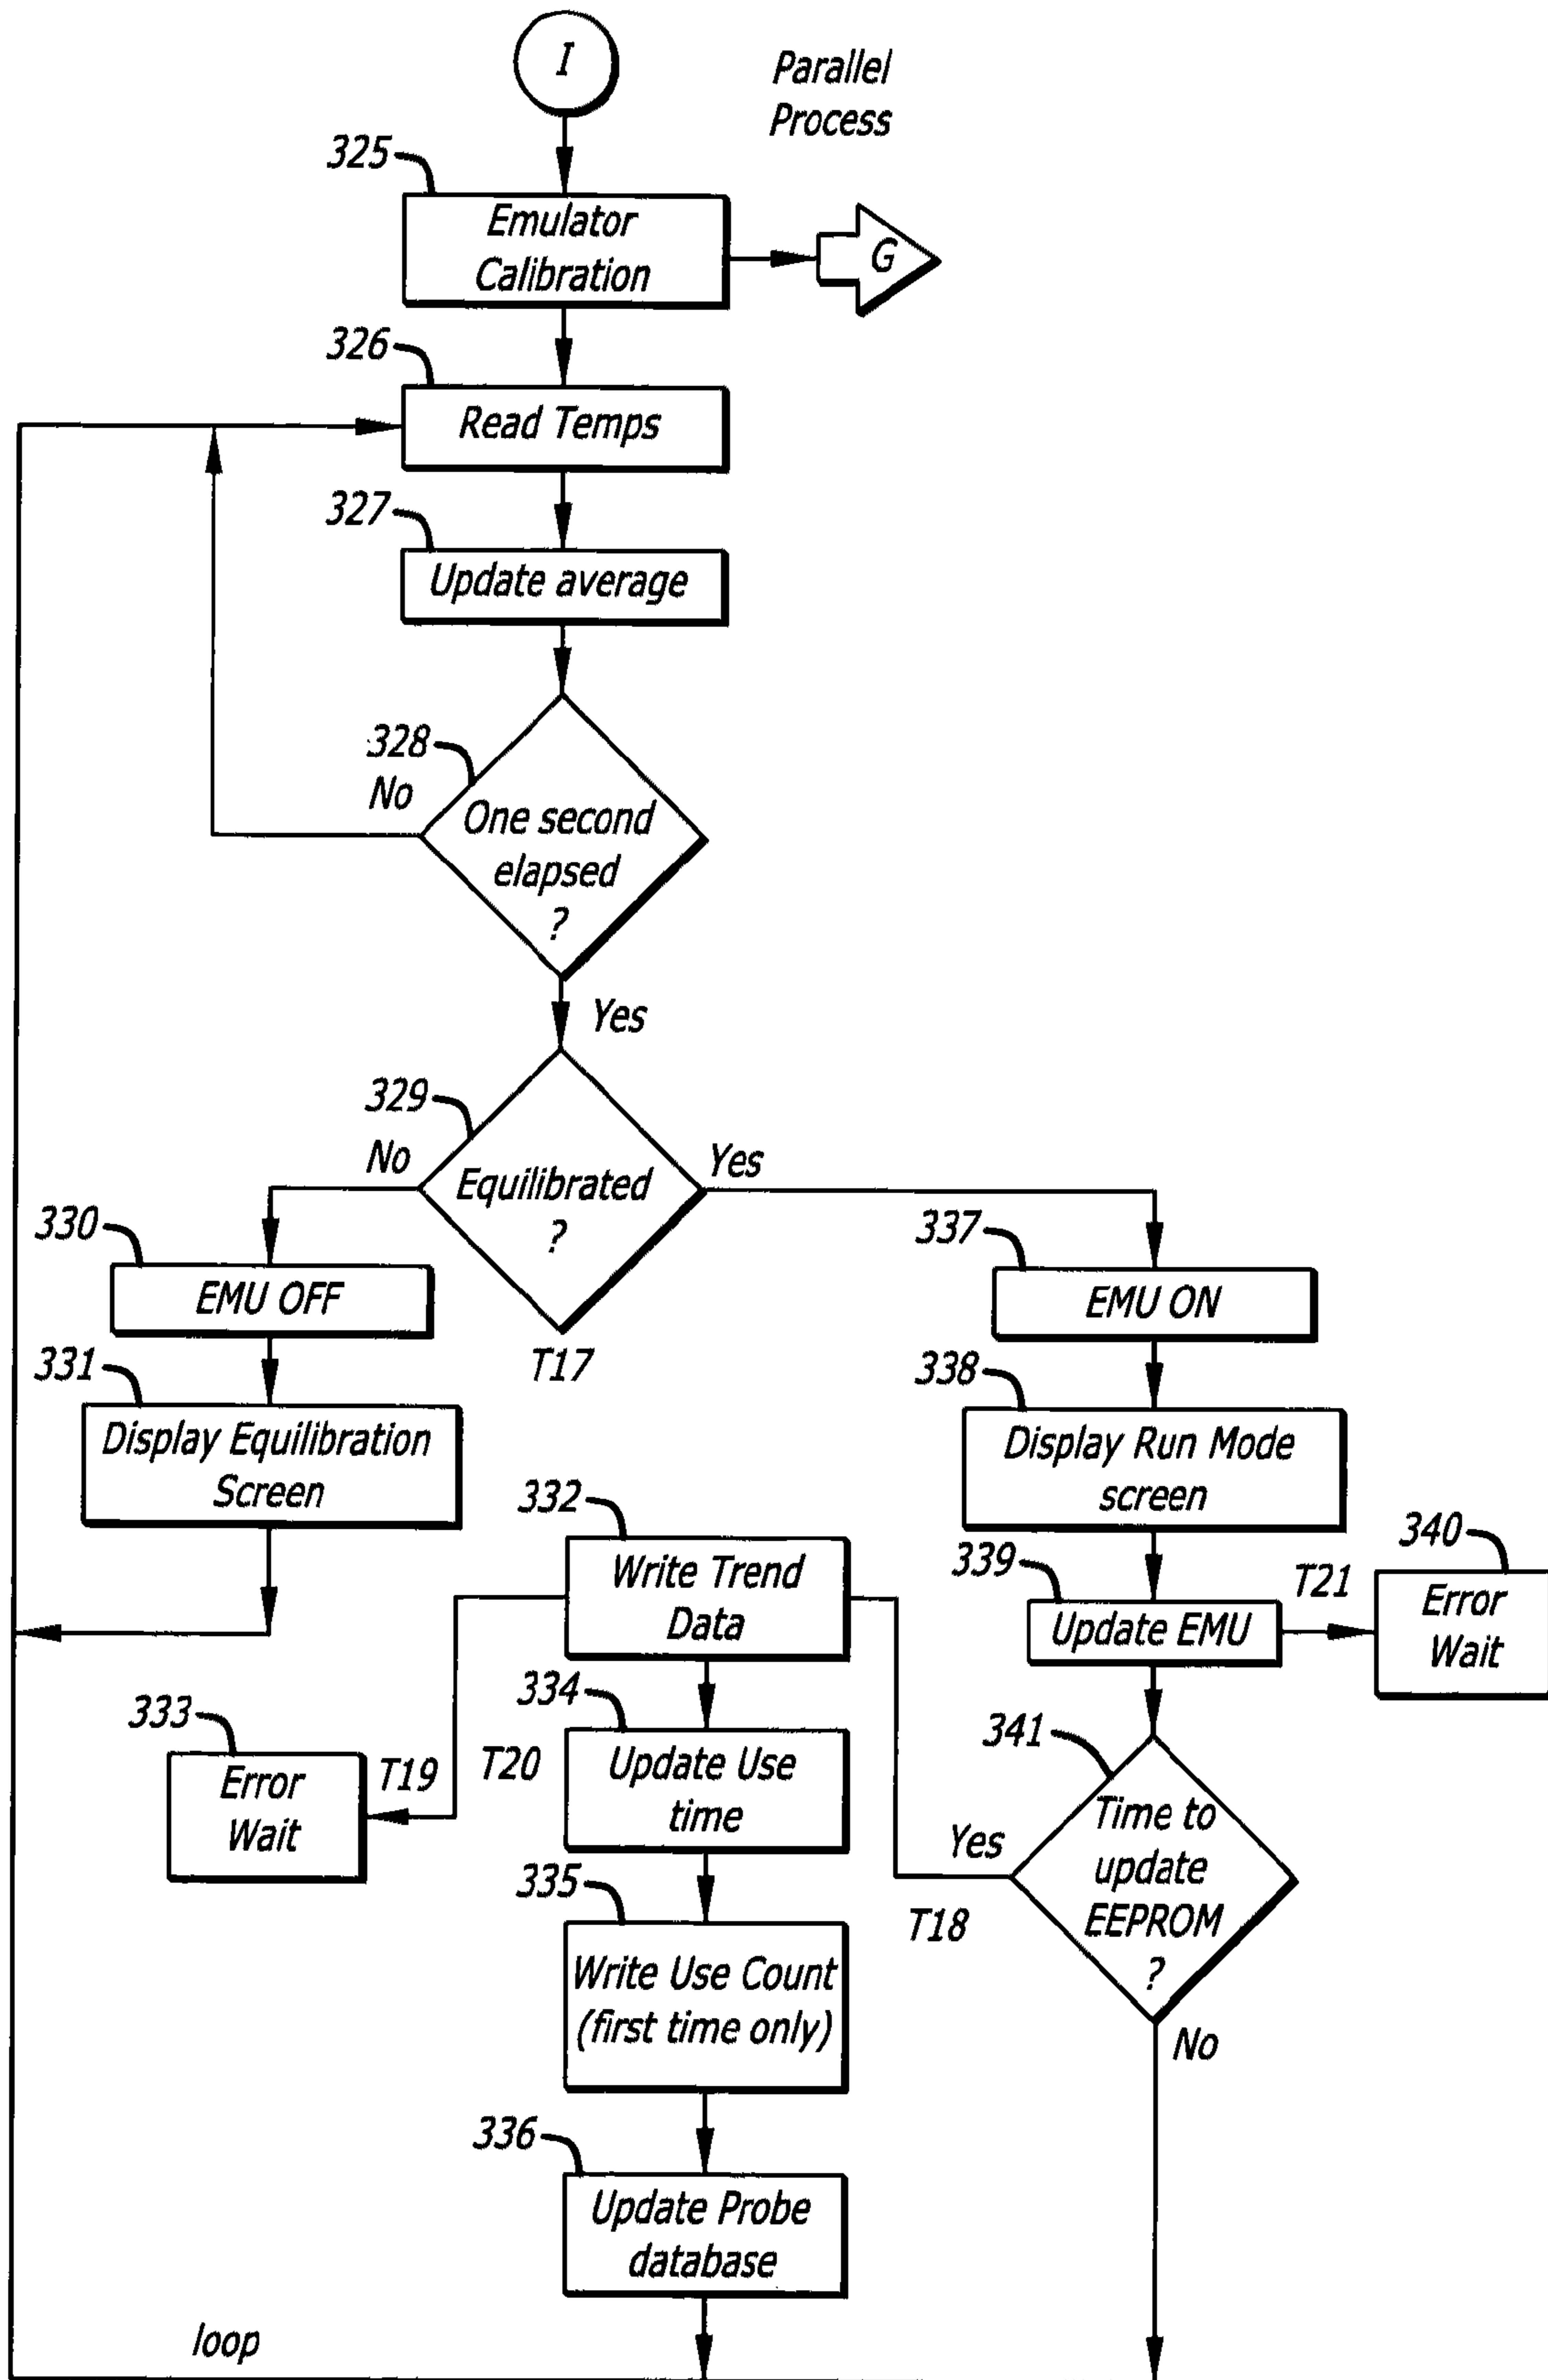 I
Parallel
Process
325
Emulator
Calibration
G
326
Read Temps
327
Update average
328
No
One second
elapsed
?
Yes
329
No
Equilibrated
?
Yes
T17
330
EMU OFF
331
Display Equilibration
Screen
337
EMU ON
338
Display Run Mode
screen
332
Write Trend
Data
339
Update EMU
T21
340
Error
Wait
333
Error
Wait
T19
T20
334
Update Use
time
341
Time to
update
EEPROM
?
Yes
T18
No
335
Write Use Count
(first time only)
336
Update Probe
database
loop